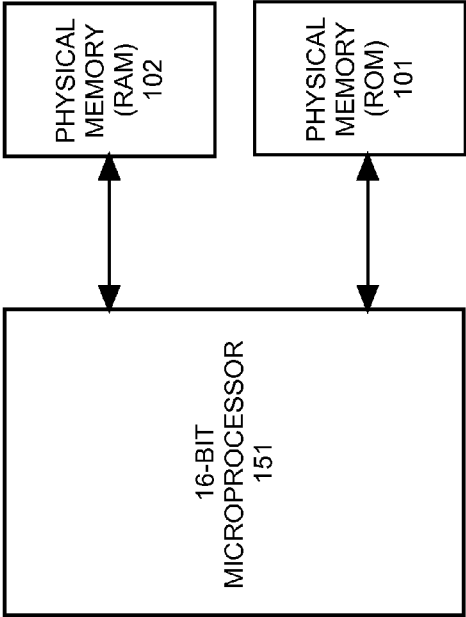 PHYSICAL
MEMORY
(RAM)
102
PHYSICAL
MEMORY
(ROM)
101
16-BIT
MICROPROCESSOR
151